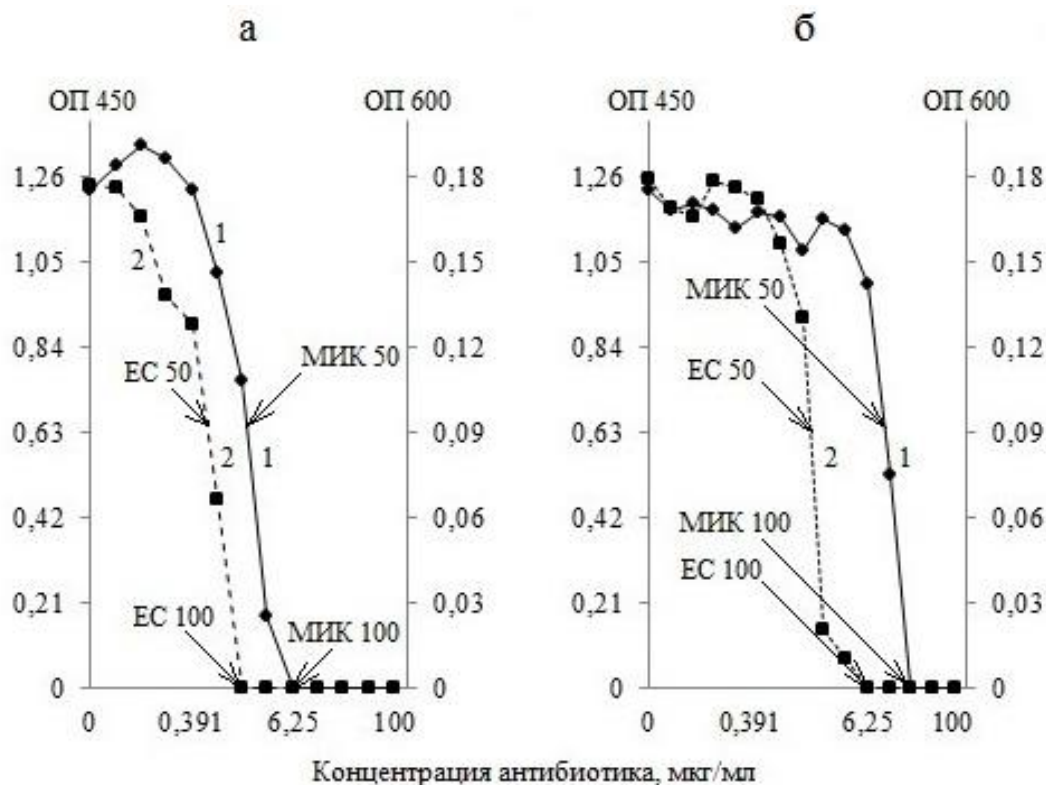 а
б
ОП 450
ОП 600
ОП 450
ОП 600
1,26
0,18
1,26
0,18
1
2
1,05
0,15
1,05
0,15
МИК 50
0,84
ЕС 50
МИК 50
0,12
0,84
ЕС 50
0,12
0,63
0,09
0,63
0,09
2
1
2
1
0,42
0,06
0,42
МИК 100
0,06
ЕС 100
0,21
ЕС 100
МИК 100
0,03
0,21
0,03
0
0
0
0
0
0,391
6,25
100
0
0,391
6,25
100
Концентрация антибиотика, мкг/мл